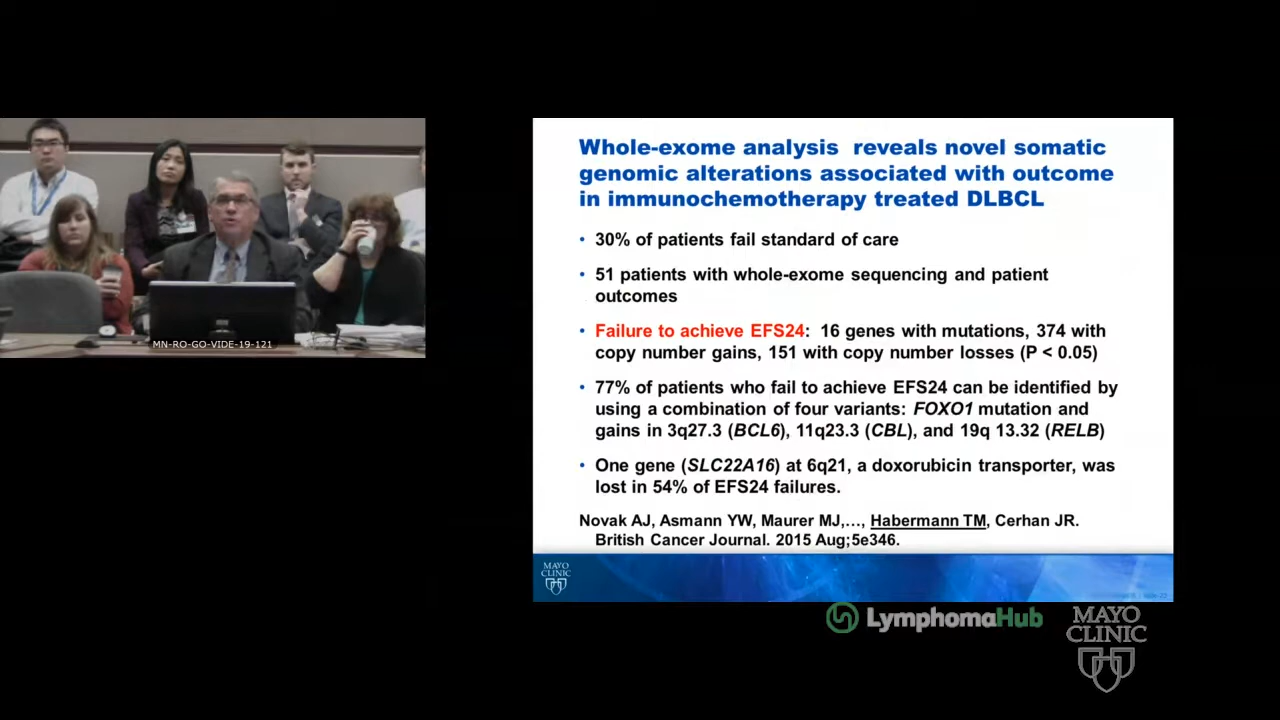 Whole-exome analysis reveals novel somatic
genomic alterations associated with outcome
in immunochemotherapy treated DLBCL
• 30% of patients fail standard of care
• 51 patients with whole-exome sequencing and patient
outcomes
• Failure to achieve EFS24: 16 genes with mutations, 374 with
copy number gains, 151 with copy number losses (P < 0.05)
• 77% of patients who fail to achieve EFS24 can be identified by
using a combination of four variants: FOXO1 mutation and
gains in 3q27.3 (BCL6), 11q23.3 (CBL), and 19q 13.32 (RELB)
• One gene (SLC22A16) at 6q21, a doxorubicin transporter, was
lost in 54% of EFS24 failures.
Novak AJ, Asmann YW, Maurer MJ,..., Habermann TM, Cerhan JR.
British Cancer Journal. 2015 Aug;5e346.
MN-RO-GO-VIDE-19-121
MAYO
CLINIC
LymphomaHub
MAYO
CLINIC